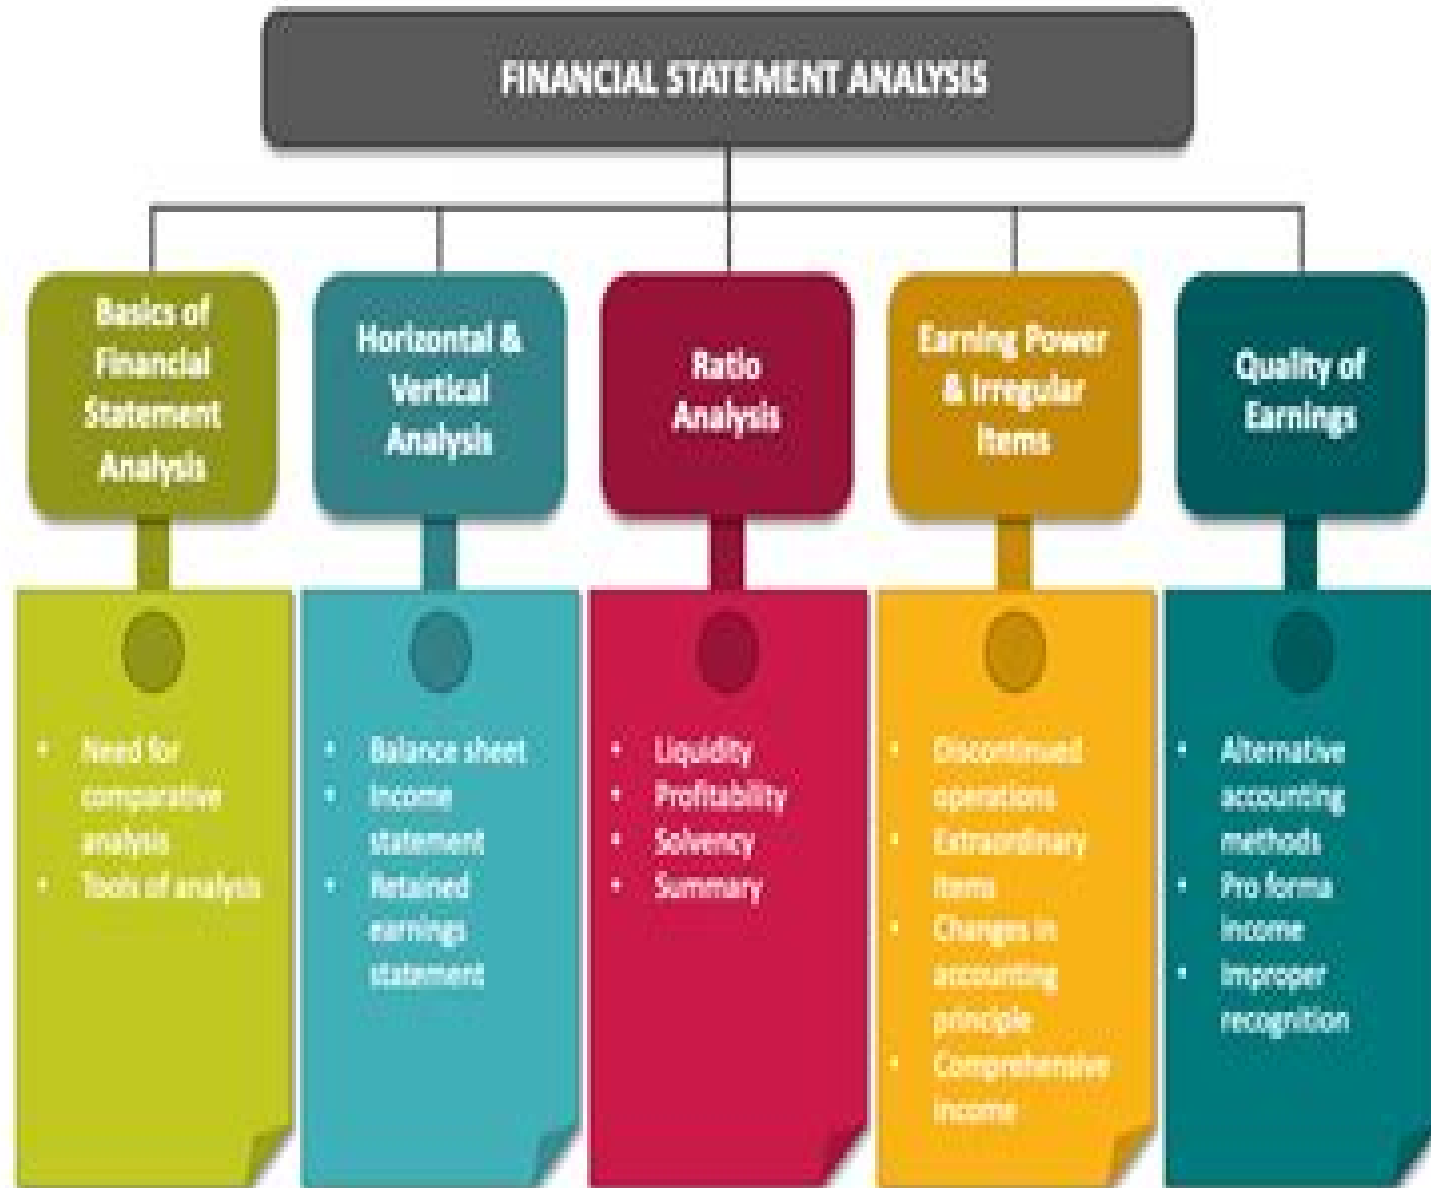 FINANCIAL STATEMENT ANALYSIS
Basics of
Financial
Statement
Analysis
Horizontal &
Vertical
Analysis
Ratio
Analysis
Earning Power
& Irregular
Items
Quality of
Earnings
• Need for
comparative
analysis
• Tools of analysis
• Balance sheet
• Income
statement
• Retained
earnings
statement
• Liquidity
• Profitability
• Solvency
• Summary
• Discontinued
operations
• Extraordinary
items
• Changes in
accounting
principle
• Comprehensive
income
• Alternative
accounting
methods
• Pro forma
income
• Improper
recognition